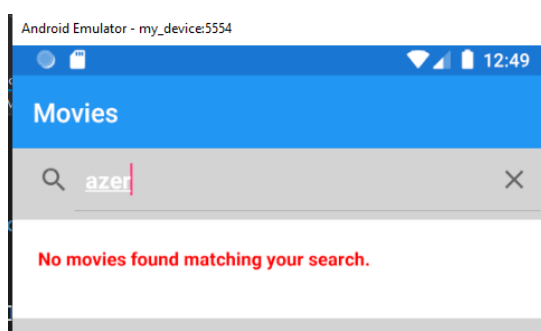 Android Emulator - my_device:5554
12:49
Movies
azer
No movies found matching your search.